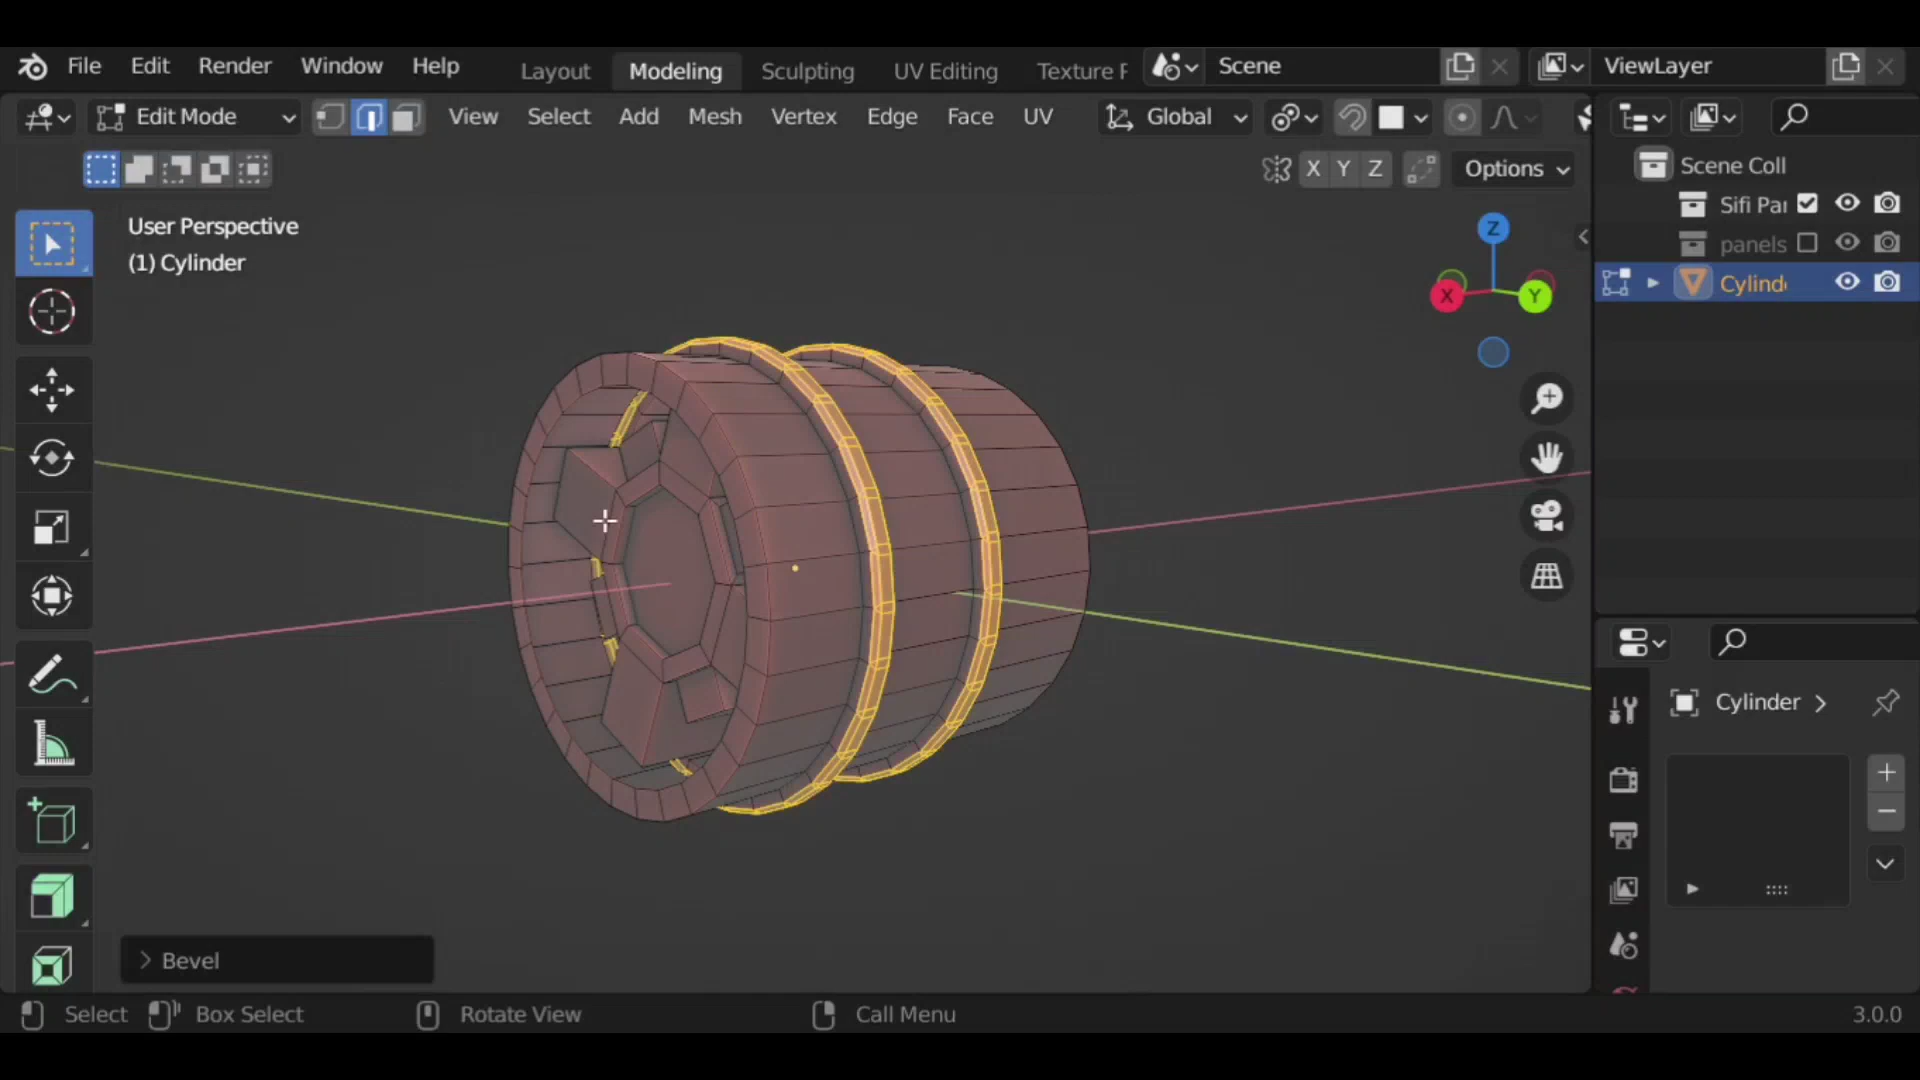 File Edit Render Window Help Layout Modeling Sculpting UV Editing Texture Scene ViewLayer
Edit Mode View Select Add Mesh Vertex Edge Face UV Global
X Y Z Options
User Perspective
(1) Cylinder
Z
X Y
Scene Coll
Sifi Par
panels
Cylinde
Cylinder
Bevel
Select Box Select Rotate View Call Menu 3.0.0